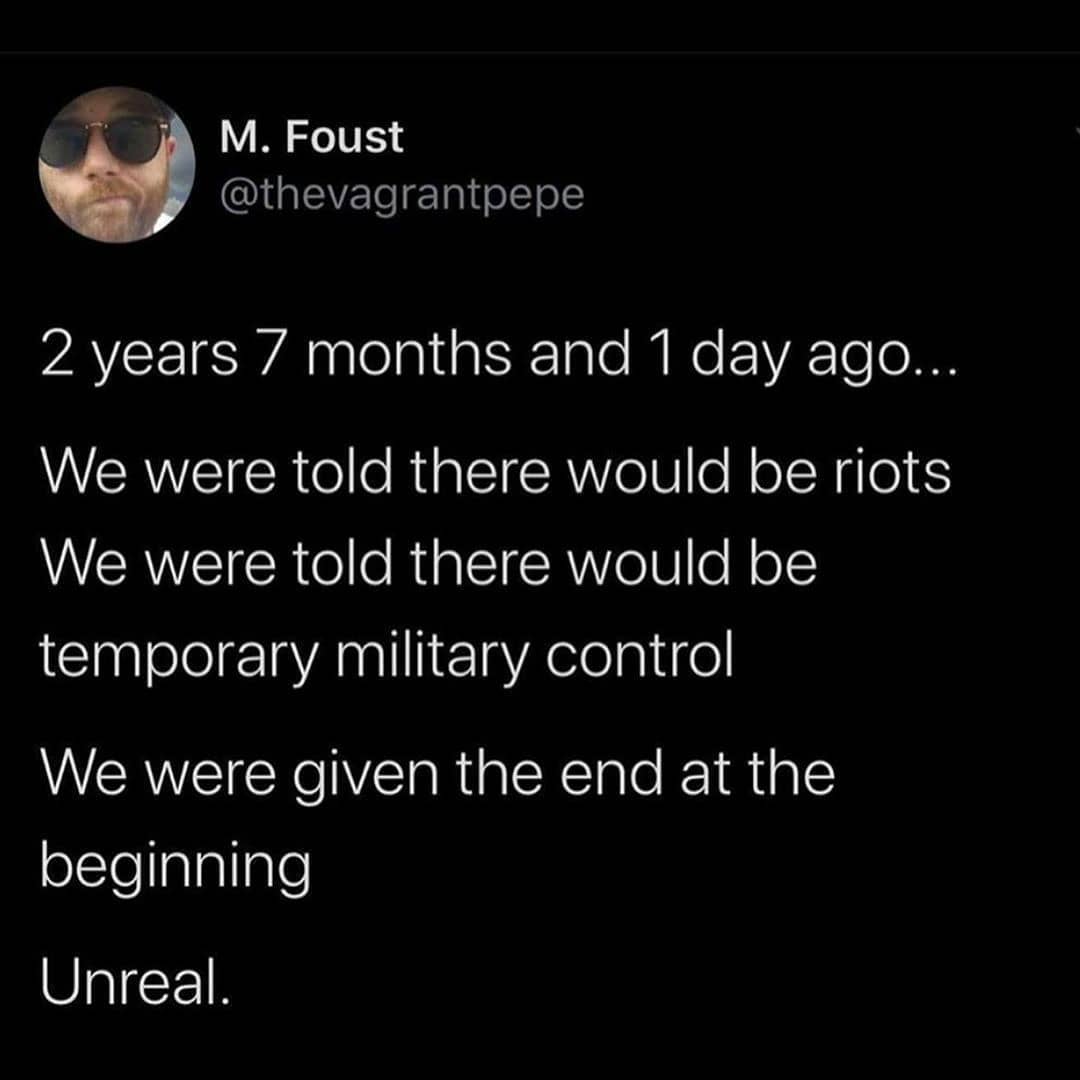 M. Foust
@thevagrantpepe
2 years 7 months and 1 day ago...
We were told there would be riots
We were told there would be
temporary military control
We were given the end at the
beginning
Unreal.